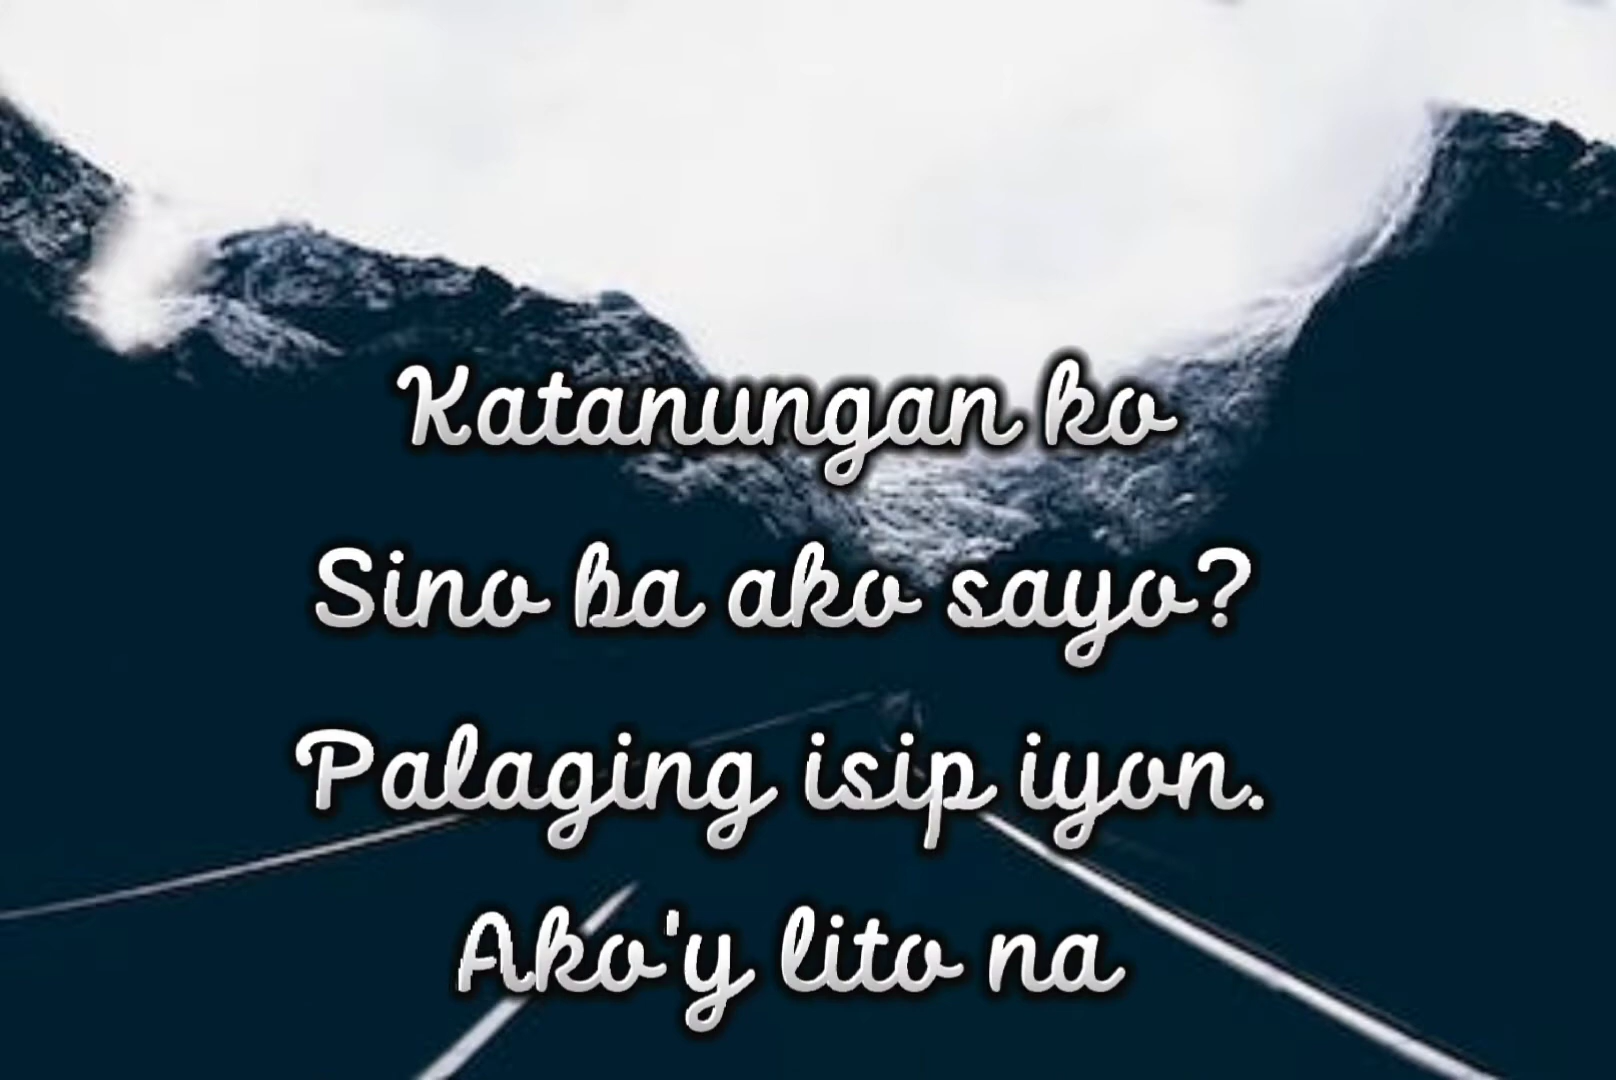 Katanungan ko
Sino ba ako sayo?
Palaging isip iyon.
Ako'y lito na